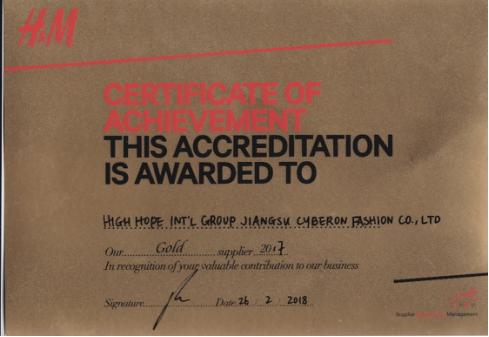 H&M
CERTIFICATE OF
ACHIEVEMENT
THIS ACCREDITATION
IS AWARDED TO
HIGH HOPE INT'L GROUP JIANGSU CYBERON FASHION CO., LTD
Our Gold supplier 2017
In recognition of your valuable contribution to our business
Signature Date 26 / 2 2018
Supplier Management